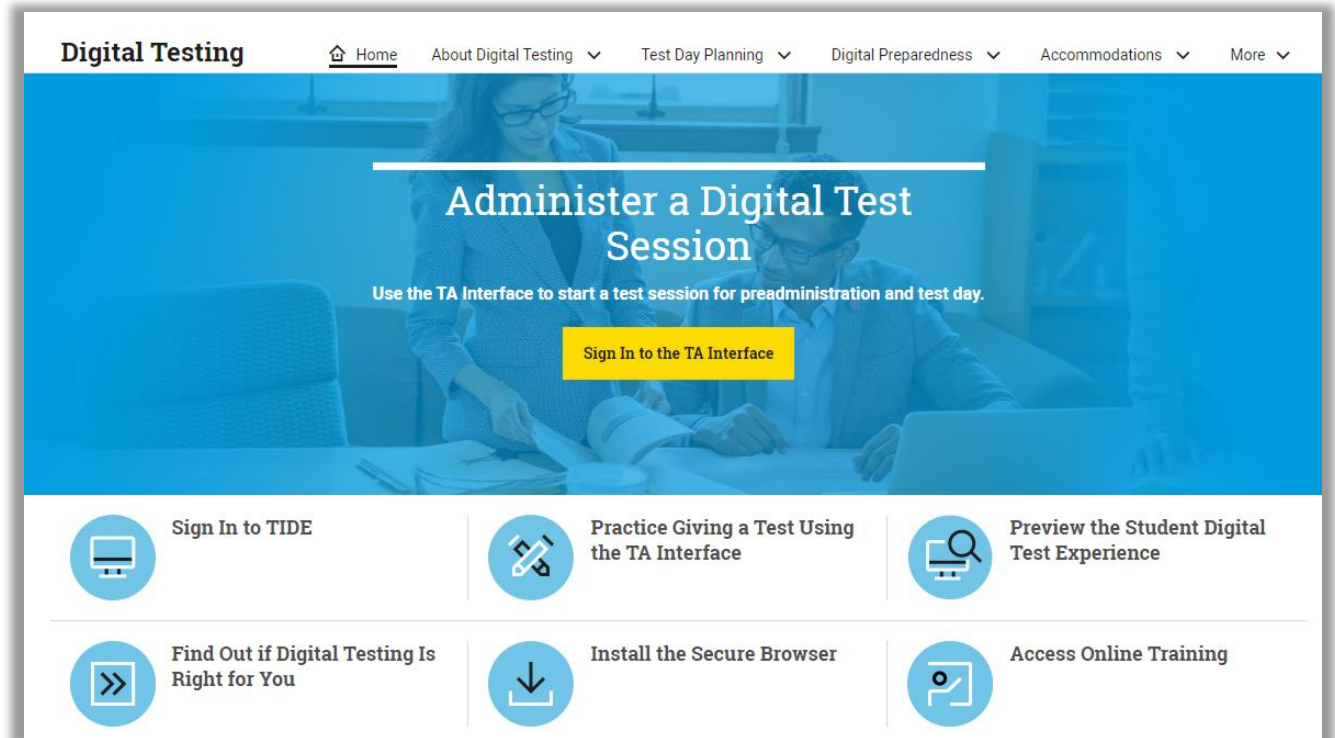 Digital Testing
Home
About Digital Testing
Test Day Planning
Digital Preparedness
Accommodations
More
Administer a Digital Test
Session
Use the TA Interface to start a test session for preadministration and test day.
Sign In to the TA Interface
Sign In to TIDE
Practice Giving a Test Using
the TA Interface
Preview the Student Digital
Test Experience
Find Out if Digital Testing Is
Right for You
Install the Secure Browser
Access Online Training